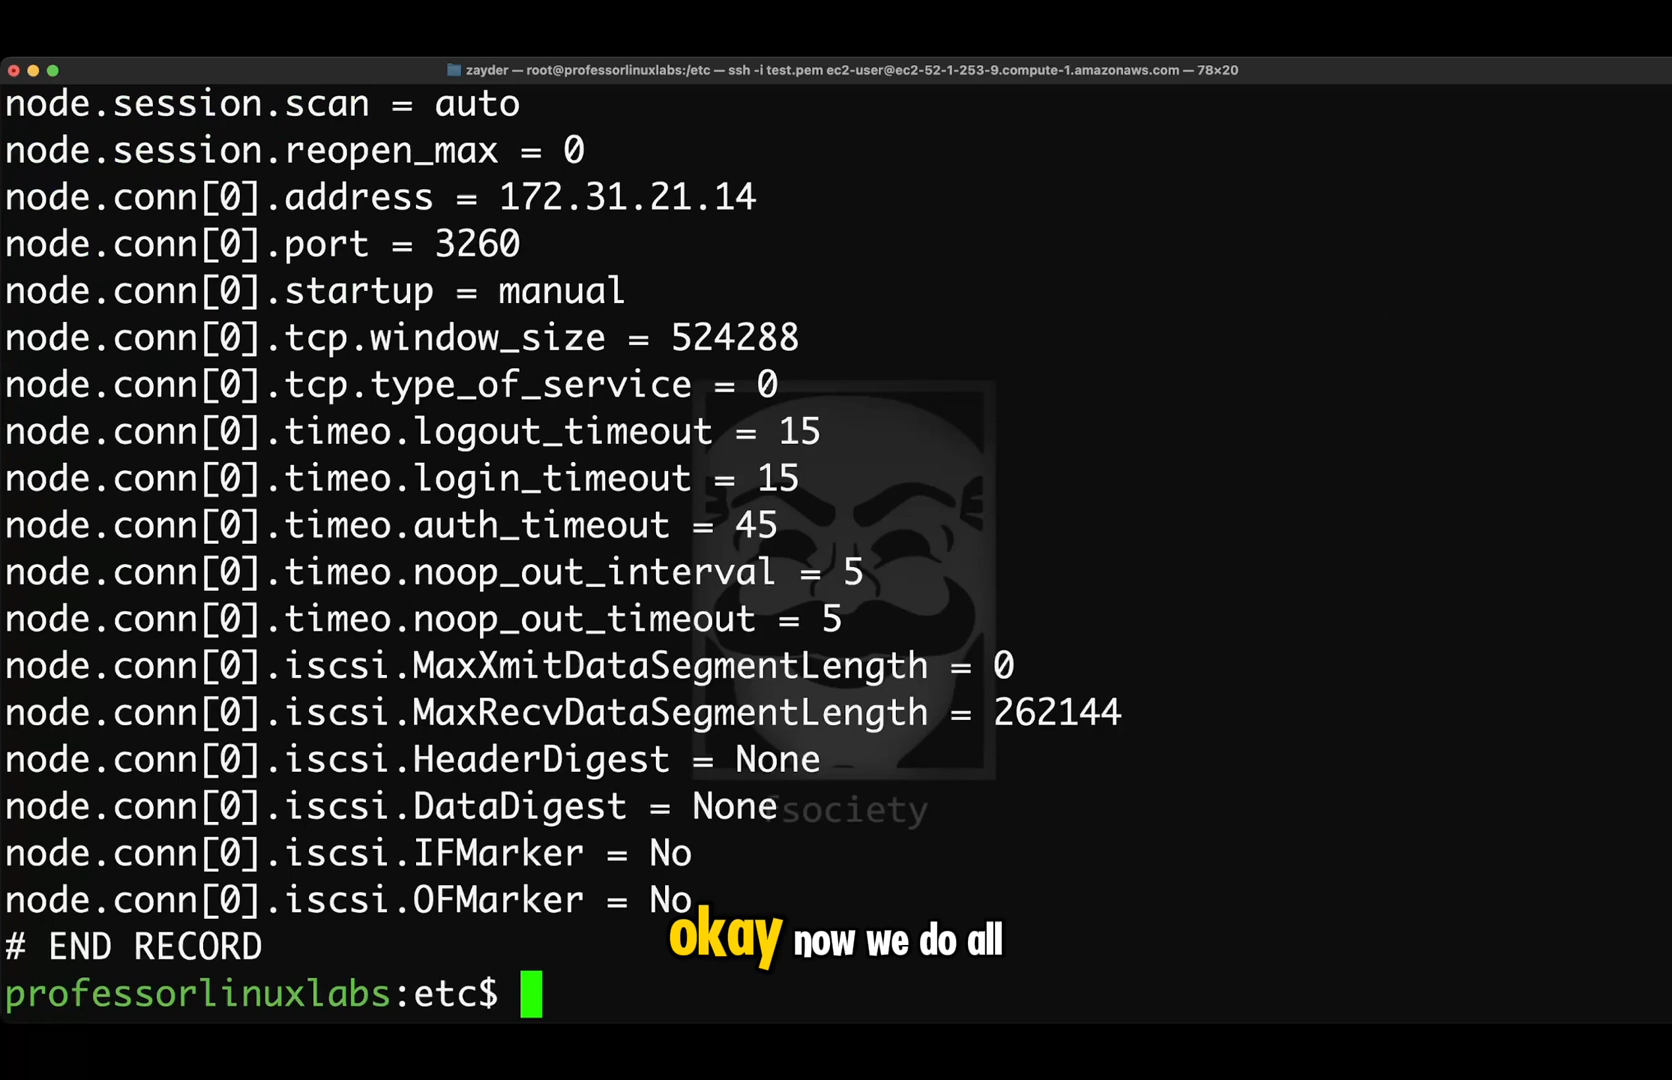 zayder — root@professorlinuxlabs:/etc — ssh -i test.pem ec2-user@ec2-52-1-253-9.compute-1.amazonaws.com — 78×20
node.session.scan = auto
node.session.reopen_max = 0
node.conn[0].address = 172.31.21.14
node.conn[0].port = 3260
node.conn[0].startup = manual
node.conn[0].tcp.window_size = 524288
node.conn[0].tcp.type_of_service = 0
node.conn[0].timeo.logout_timeout = 15
node.conn[0].timeo.login_timeout = 15
node.conn[0].timeo.auth_timeout = 45
node.conn[0].timeo.noop_out_interval = 5
node.conn[0].timeo.noop_out_timeout = 5
node.conn[0].iscsi.MaxXmitDataSegmentLength = 0
node.conn[0].iscsi.MaxRecvDataSegmentLength = 262144
node.conn[0].iscsi.HeaderDigest = None
node.conn[0].iscsi.DataDigest = None
fsociety
node.conn[0].iscsi.IFMarker = No
node.conn[0].iscsi.OFMarker = No
# END RECORD
okay now we do all
professorlinuxlabs:etc$